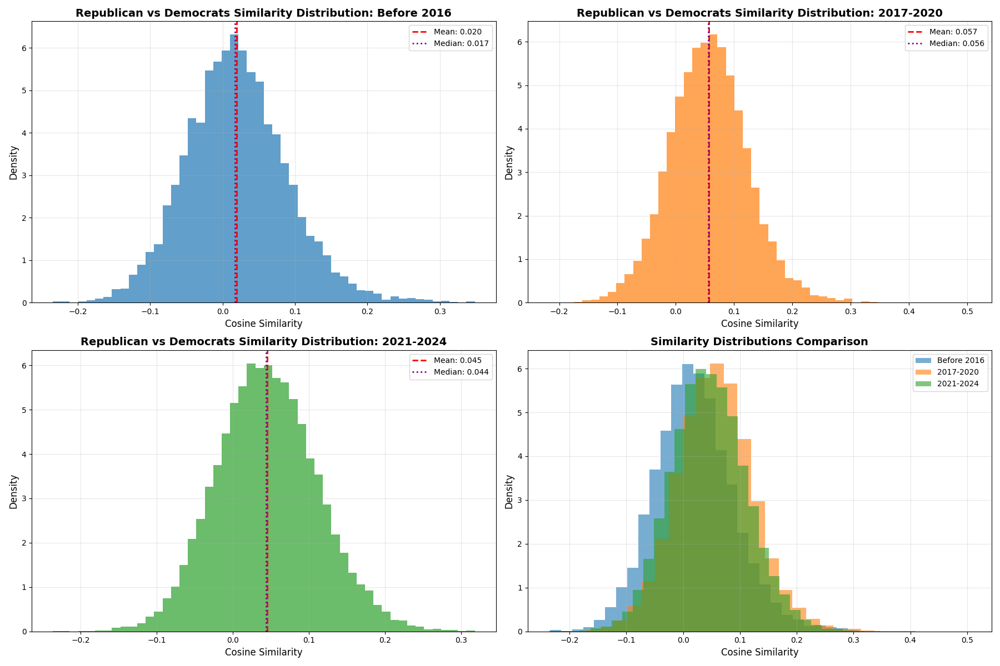 Republican vs Democrats Similarity Distribution: Before 2016
Mean: 0.020
Median: 0.017
6
5
4
3
2
1
0
Density
−0.2 −0.1 0.0 0.1 0.2 0.3
Cosine Similarity
Republican vs Democrats Similarity Distribution: 2017-2020
Mean: 0.057
Median: 0.056
6
5
4
3
2
1
0
Density
−0.2 −0.1 0.0 0.1 0.2 0.3 0.4 0.5
Cosine Similarity
Republican vs Democrats Similarity Distribution: 2021-2024
Mean: 0.045
Median: 0.044
6
5
4
3
2
1
0
Density
−0.2 −0.1 0.0 0.1 0.2 0.3
Cosine Similarity
Similarity Distributions Comparison
Before 2016
2017-2020
2021-2024
6
5
4
3
2
1
0
Density
−0.2 −0.1 0.0 0.1 0.2 0.3 0.4 0.5
Cosine Similarity